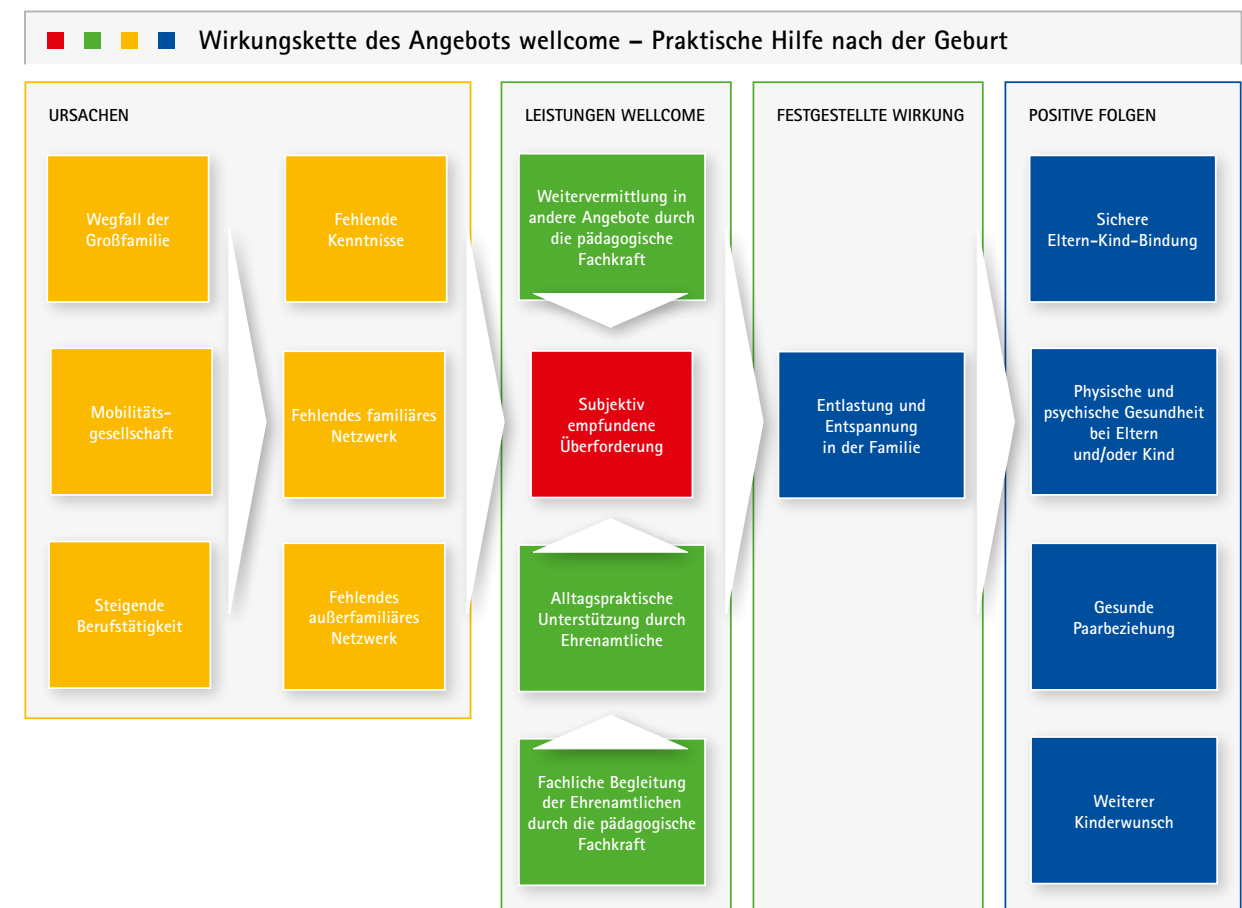 Wirkungskette des Angebots wellcome – Praktische Hilfe nach der Geburt
URSACHEN
Wegfall der
Großfamilie
Mobilitäts-
gesellschaft
Steigende
Berufstätigkeit
Fehlende
Kenntnisse
Fehlendes familiäres
Netzwerk
Fehlendes
außerfamiliäres
Netzwerk
LEISTUNGEN WELLCOME
Weitervermittlung in
andere Angebote durch
die pädagogische
Fachkraft
Subjektiv
empfundene
Überforderung
Alltagspraktische
Unterstützung durch
Ehrenamtliche
Fachliche Begleitung
der Ehrenamtlichen
durch die pädagogische
Fachkraft
FESTGESTELLTE WIRKUNG
Entlastung und
Entspannung
in der Familie
POSITIVE FOLGEN
Sichere
Eltern-Kind-Bindung
Physische und
psychische Gesundheit
bei Eltern
und/oder Kind
Gesunde
Paarbeziehung
Weiterer
Kinderwunsch